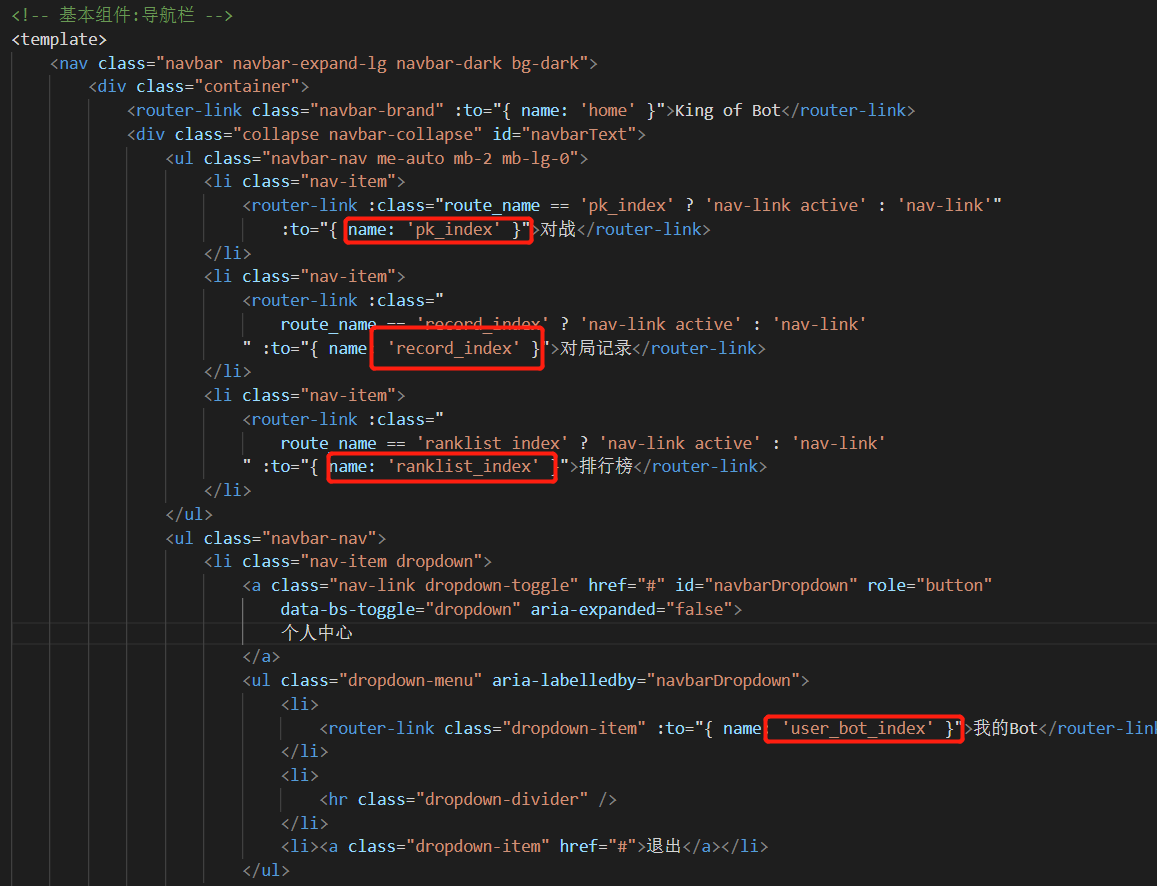 <!-- 基本组件:导航栏 -->
<template>
<nav class="navbar navbar-expand-lg navbar-dark bg-dark">
<div class="container">
<router-link class="navbar-brand" :to="{ name: 'home' }">King of Bot</router-link>
<div class="collapse navbar-collapse" id="navbarText">
<ul class="navbar-nav me-auto mb-2 mb-lg-0">
<li class="nav-item">
<router-link :class="route_name == 'pk_index' ? 'nav-link active' : 'nav-link'"
:to="{ name: 'pk_index' }">对战</router-link>
</li>
<li class="nav-item">
<router-link :class="
route_name == 'record_index' ? 'nav-link active' : 'nav-link'
" :to="{ name: 'record_index' }">对局记录</router-link>
</li>
<li class="nav-item">
<router-link :class="
route_name == 'ranklist_index' ? 'nav-link active' : 'nav-link'
" :to="{ name: 'ranklist_index' }">排行榜</router-link>
</li>
</ul>
<ul class="navbar-nav">
<li class="nav-item dropdown">
<a class="nav-link dropdown-toggle" href="#" id="navbarDropdown" role="button"
data-bs-toggle="dropdown" aria-expanded="false">
个人中心
</a>
<ul class="dropdown-menu" aria-labelledby="navbarDropdown">
<li>
<router-link class="dropdown-item" :to="{ name: 'user_bot_index' }">我的Bot</router-lin
</li>
<li>
<hr class="dropdown-divider" />
</li>
<li><a class="dropdown-item" href="#">退出</a></li>
</ul>